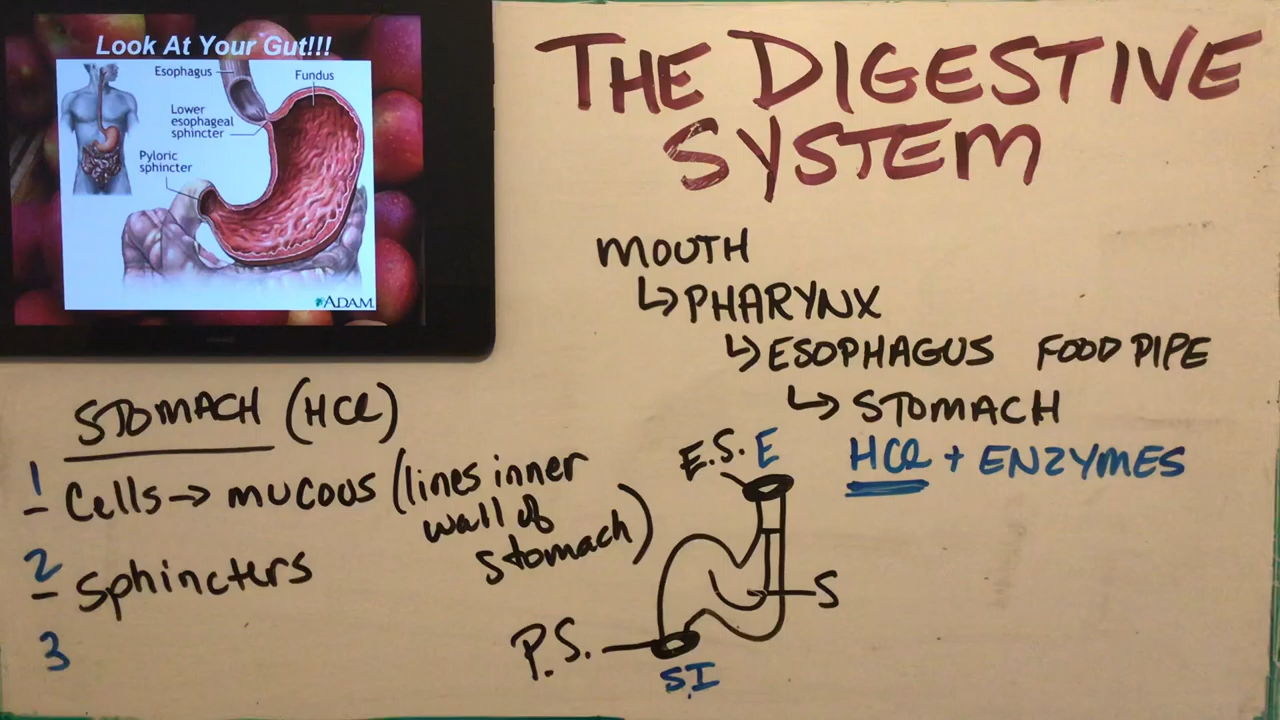 Look At Your Gut!!!
Esophagus
Fundus
Lower
esophageal
sphincter
Pyloric
sphincter
ADAM
THE DIGESTIVE
SYSTEM
MOUTH
↳PHARYNX
↳ESOPHAGUS FOOD PIPE
↳ STOMACH
HCl + ENZYMES
STOMACH (HCl)
1 - Cells → mucous (lines inner
wall of
stomach)
2 - Sphincters
3
E.S. E
S
P.S.
S.I